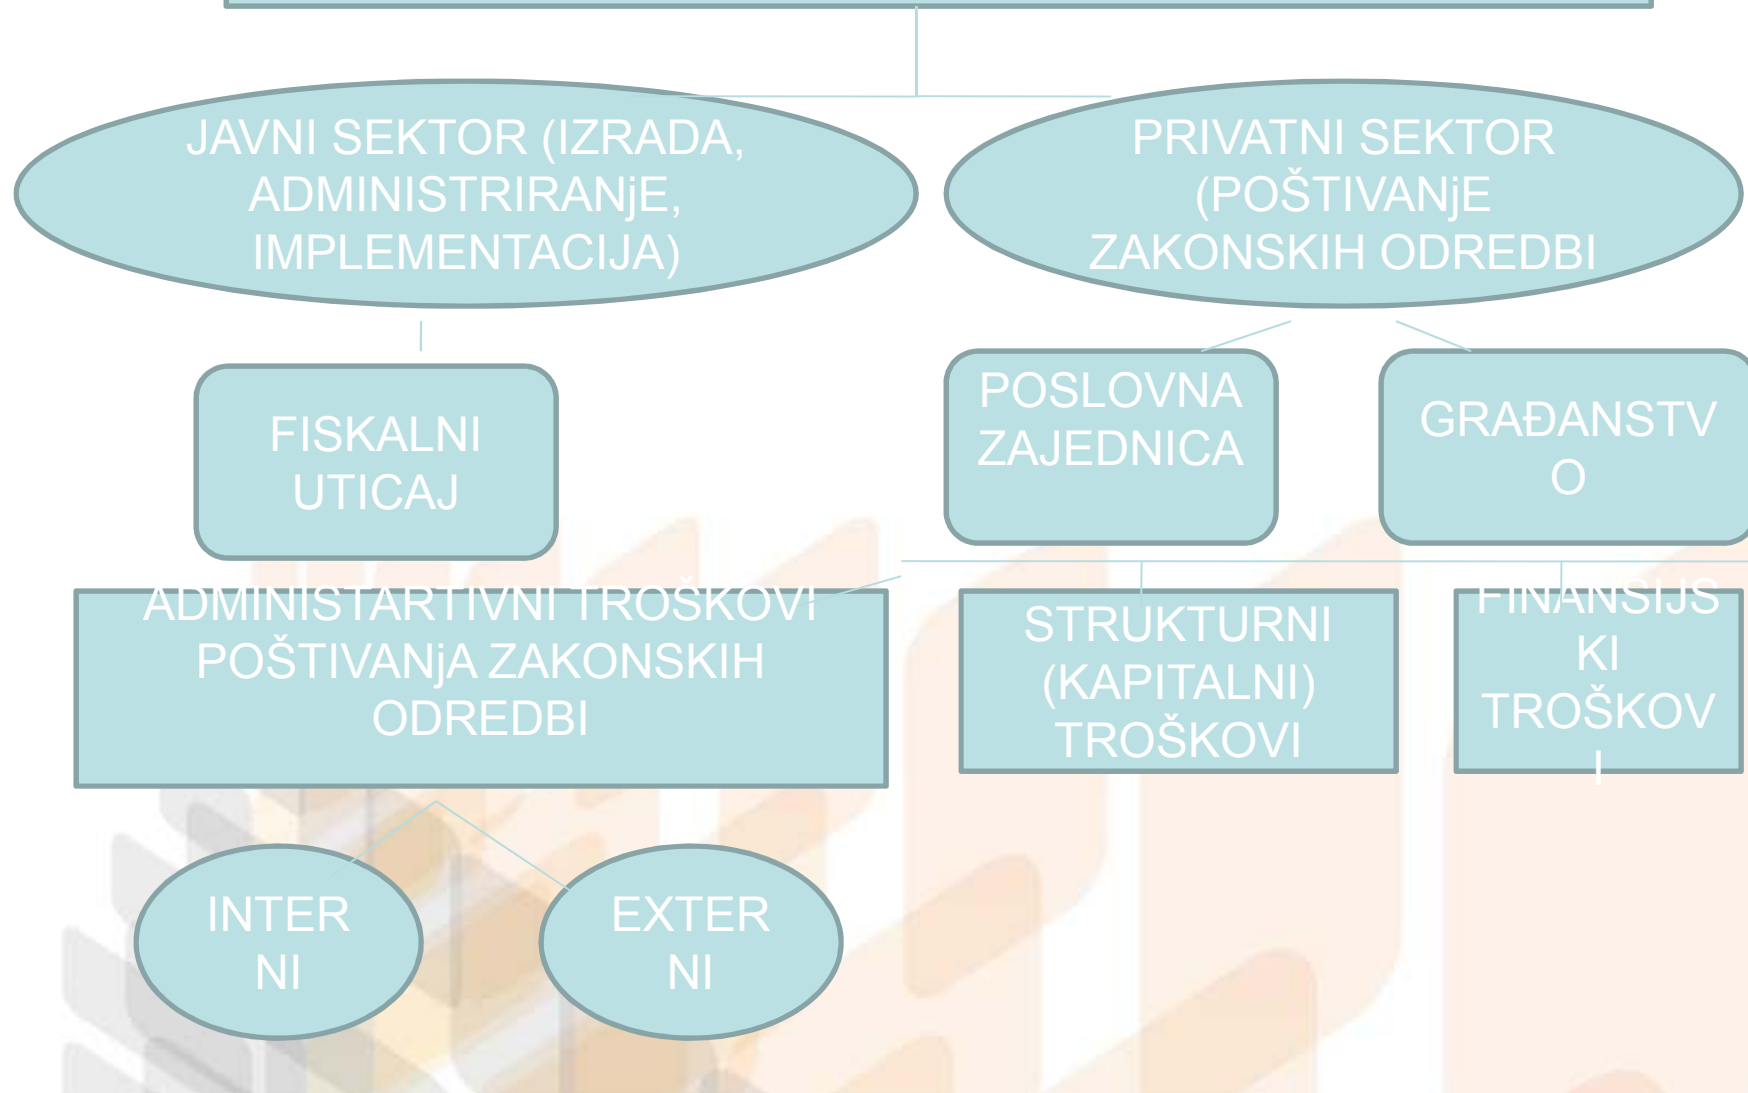 JAVNI SEKTOR (IZRADA,
ADMINISTRIRANjE,
IMPLEMENTACIJA)
PRIVATNI SEKTOR
(POŠTIVANjE
ZAKONSKIH ODREDBI
FISKALNI
UTICAJ
POSLOVNA
ZAJEDNICA
GRAĐANSTV
O
ADMINISTARTIVNI TROŠKOVI
POŠTIVANjA ZAKONSKIH
ODREDBI
STRUKTURNI
(KAPITALNI)
TROŠKOVI
FINANSIJS
KI
TROŠKOV
I
INTER
NI
EXTER
NI